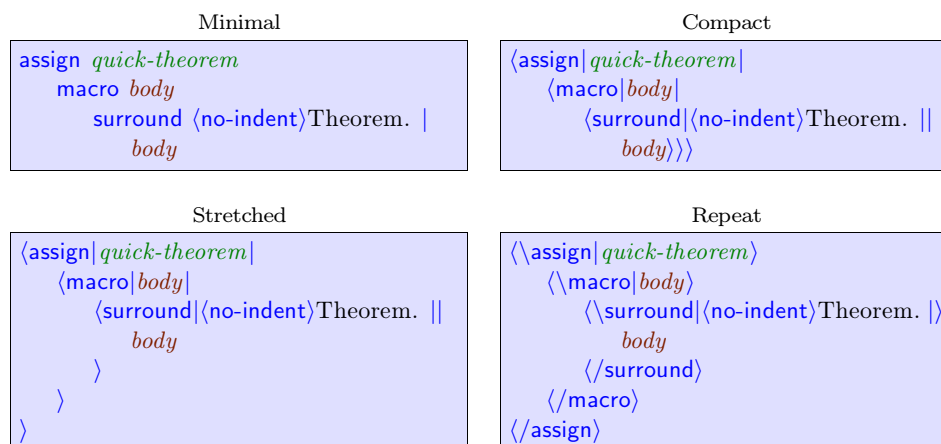 Minimal
assign quick-theorem
macro body
surround ⟨no-indent⟩Theorem. |
body
Compact
⟨assign|quick-theorem|
⟨macro|body|
⟨surround|⟨no-indent⟩Theorem. ||
body⟩⟩⟩
Stretched
⟨assign|quick-theorem|
⟨macro|body|
⟨surround|⟨no-indent⟩Theorem. ||
body
⟩
⟩
⟩
Repeat
⟨\assign|quick-theorem⟩
⟨\macro|body⟩
⟨\surround|⟨no-indent⟩Theorem. |⟩
body
⟨/surround⟩
⟨/macro⟩
⟨/assign⟩